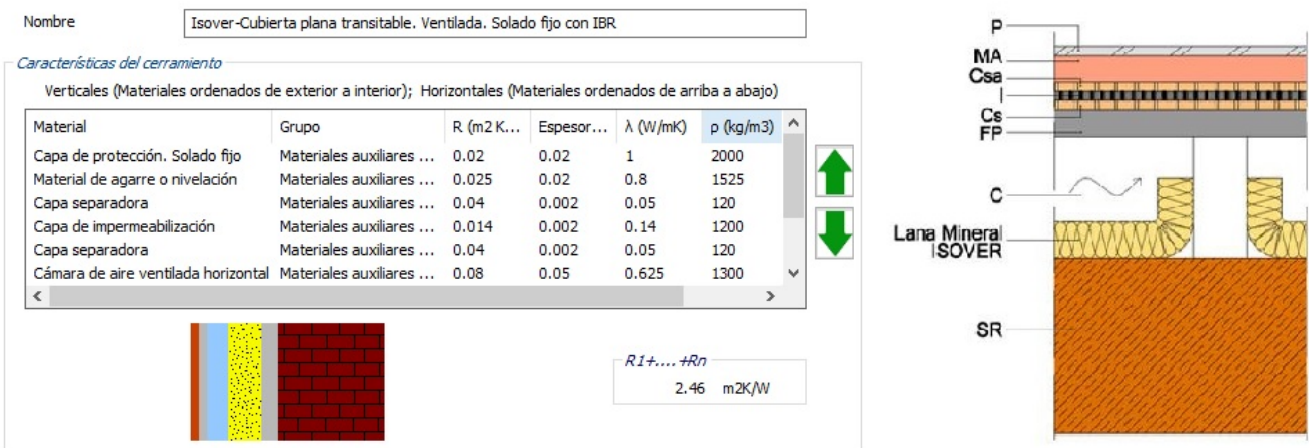 Nombre
Isover-Cubierta plana transitable. Ventilada. Solado fijo con IBR
Características del cerramiento
Verticales (Materiales ordenados de exterior a interior); Horizontales (Materiales ordenados de arriba a abajo)
Material Grupo R (m2 K... Espesor... λ (W/mK) ρ (kg/m3)
Capa de protección. Solado fijo Materiales auxiliares ... 0.02 0.02 1 2000
Material de agarre o nivelación Materiales auxiliares ... 0.025 0.02 0.8 1525
Capa separadora Materiales auxiliares ... 0.04 0.002 0.05 120
Capa de impermeabilización Materiales auxiliares ... 0.014 0.002 0.14 1200
Capa separadora Materiales auxiliares ... 0.04 0.002 0.05 120
Cámara de aire ventilada horizontal Materiales auxiliares ... 0.08 0.05 0.625 1300
R1+....+Rn
2.46 m2K/W
P
MA
Csa
I
Cs
FP
C
Lana Mineral
ISOVER
SR